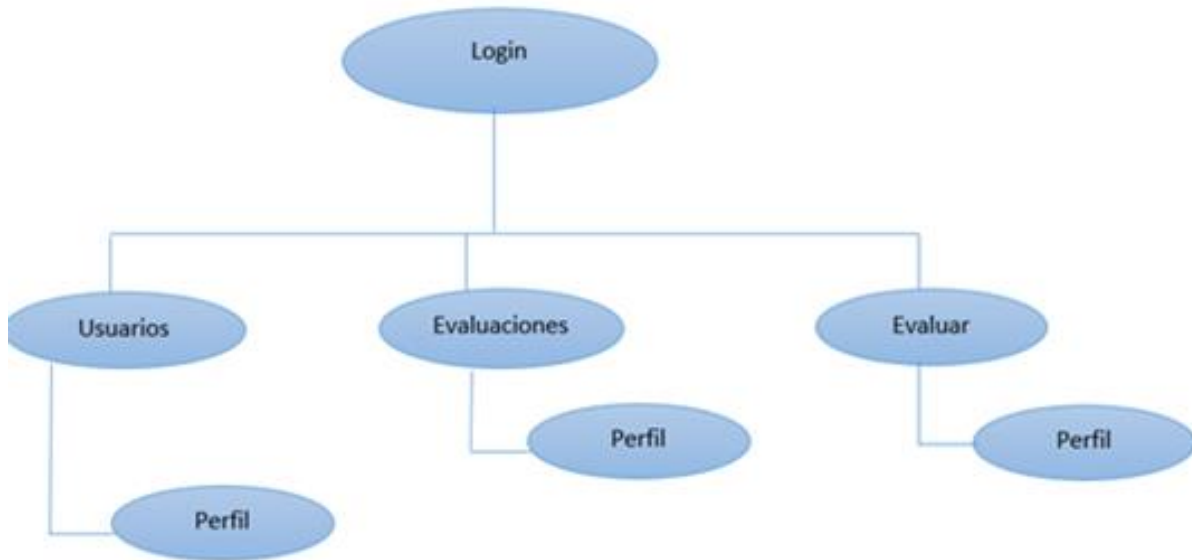 Login
Usuarios
Evaluaciones
Evaluar
Perfil
Perfil
Perfil